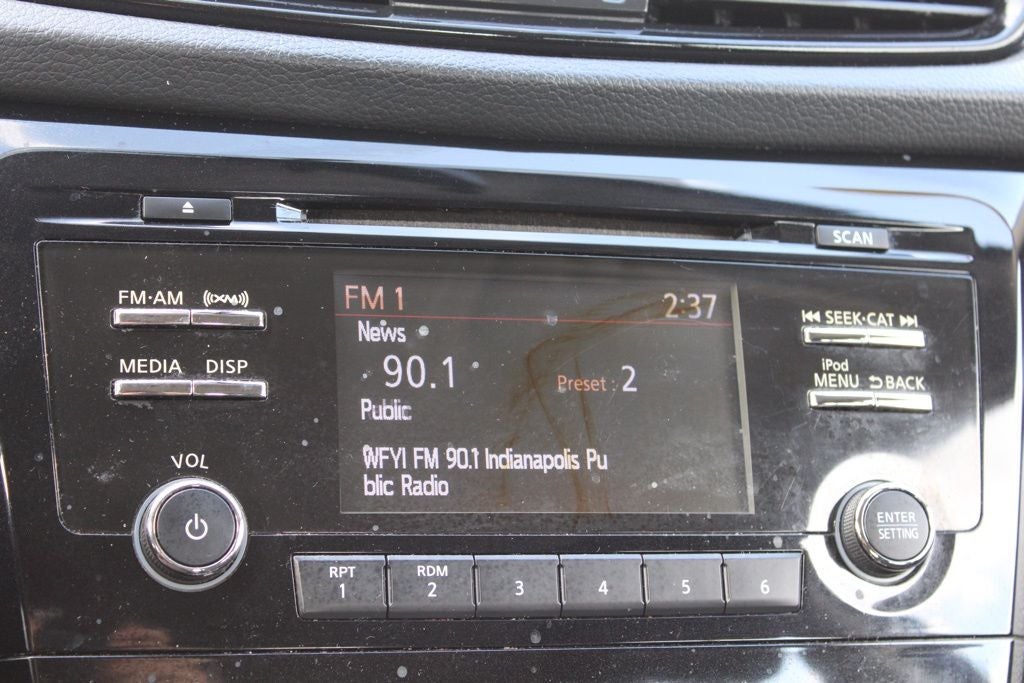 SCAN
FM·AM
((XM))
MEDIA
DISP
VOL
FM 1
2:37
News
90.1
Preset : 2
Public
WFYI FM 90.1 Indianapolis Pu
blic Radio
SEEK·CAT
iPod
MENU
BACK
ENTER
SETTING
RPT
1
RDM
2
3
4
5
6